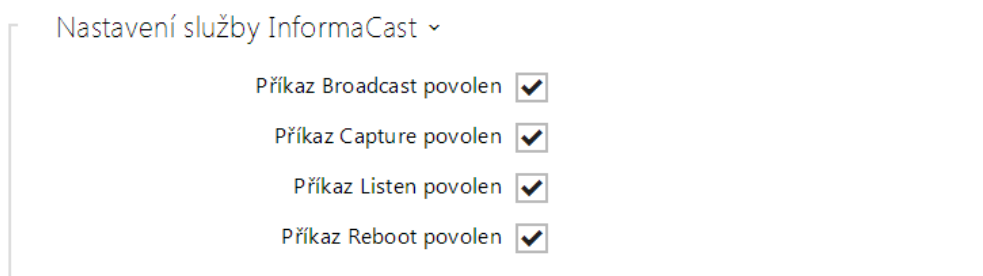 Nastavení služby InformaCast
Příkaz Broadcast povolen
Příkaz Capture povolen
Příkaz Listen povolen
Příkaz Reboot povolen